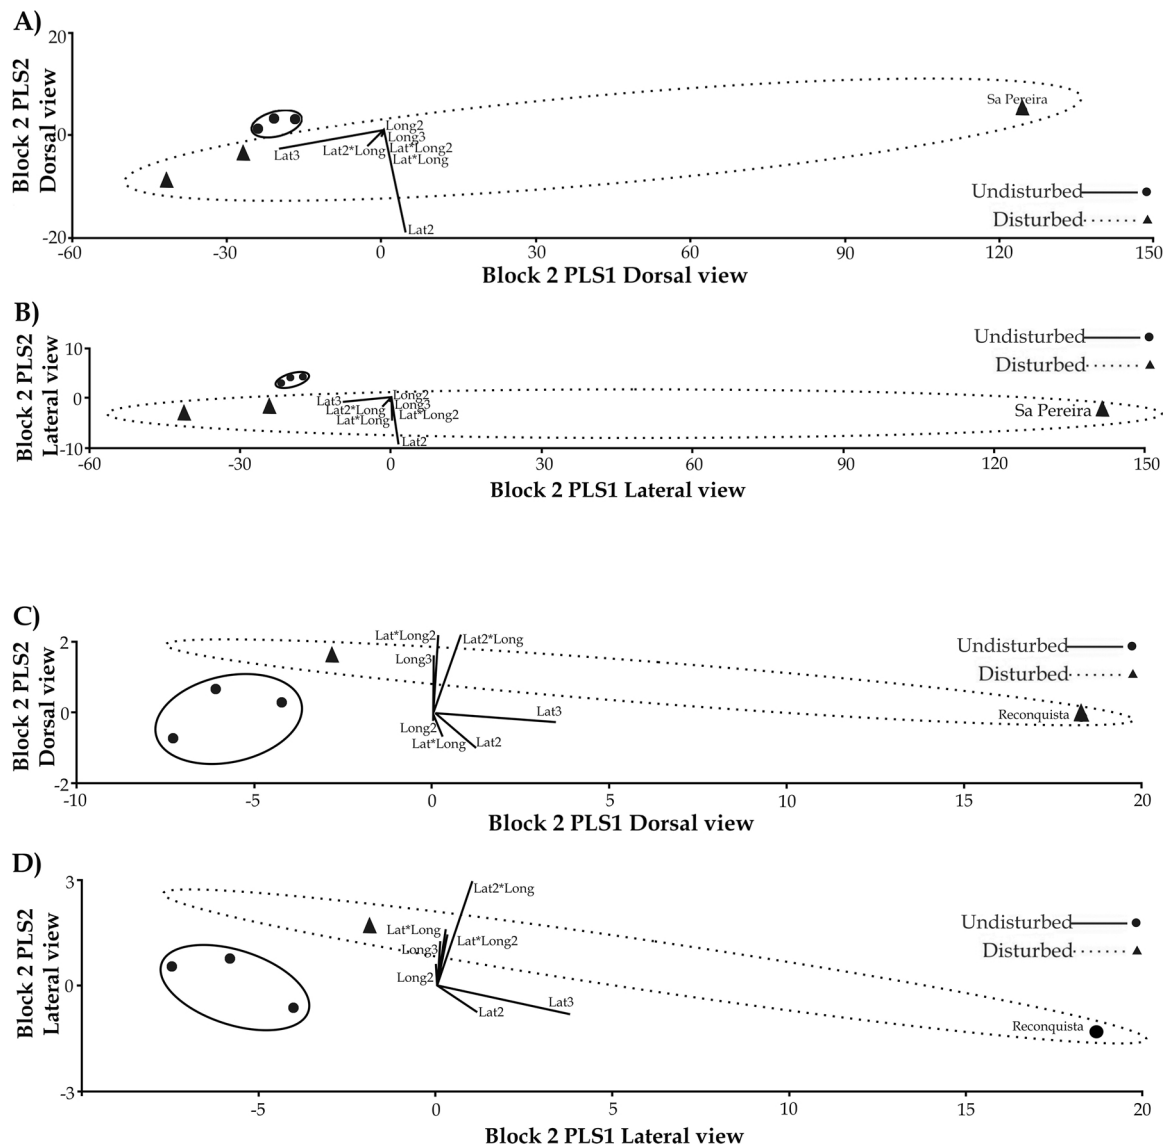 A)
20
0
-20
Block 2 PLS2
Dorsal view
Sa Pereira
Long2
Long3
Lat*Long2
Lat*Long
Lat2*Long
Lat3
Lat2
Undisturbed
Disturbed
-60 -30 0 30 60 90 120 150
Block 2 PLS1 Dorsal view
B)
10
0
-10
Block 2 PLS2
Lateral view
Undisturbed
Disturbed
Long2
Lat3
Long3
Lat2*Long
Lat*Long2
Lat*Long
Lat2
Sa Pereira
-60 -30 0 30 60 90 120 150
Block 2 PLS1 Lateral view
C)
2
0
-2
Block 2 PLS2
Dorsal view
Lat*Long2
Lat2*Long
Long3
Undisturbed
Disturbed
Lat3
Reconquista
Long2
Lat*Long
Lat2
-10 -5 0 5 10 15 20
Block 2 PLS1 Dorsal view
D)
3
0
-3
Block 2 PLS2
Lateral view
Lat2*Long
Undisturbed
Disturbed
Lat*Long
Lat*Long2
Long3
Long2
Lat3
Lat2
Reconquista
-5 0 5 10 15 20
Block 2 PLS1 Lateral view